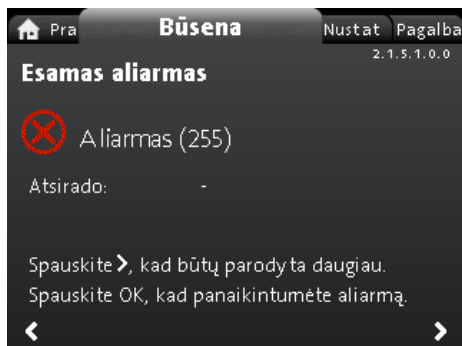 Pra Būsena Nustat Pagalba
2.1.5.1.0.0
Esamas aliarmas
Aliarmas (255)
Atsirado: -
Spauskite >, kad būtų parodyta daugiau.
Spauskite OK, kad panaikintumėte aliarmą.